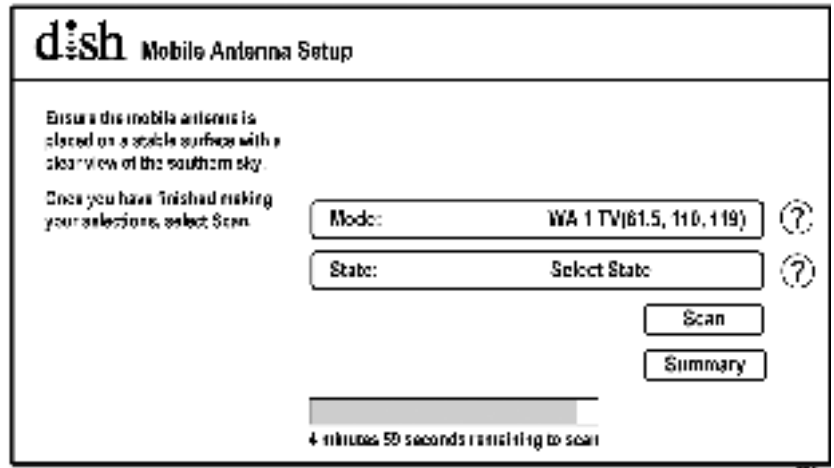 dish Mobile Antenna Setup
Ensure the mobile antenna is
placed on a stable surface with a
clear view of the southern sky.
Once you have finished making
your selections, select Scan.
Mode: WA 1 TV(61.5, 110, 119) ?
State: Select State ?
Scan
Summary
4 minutes 59 seconds remaining to scan